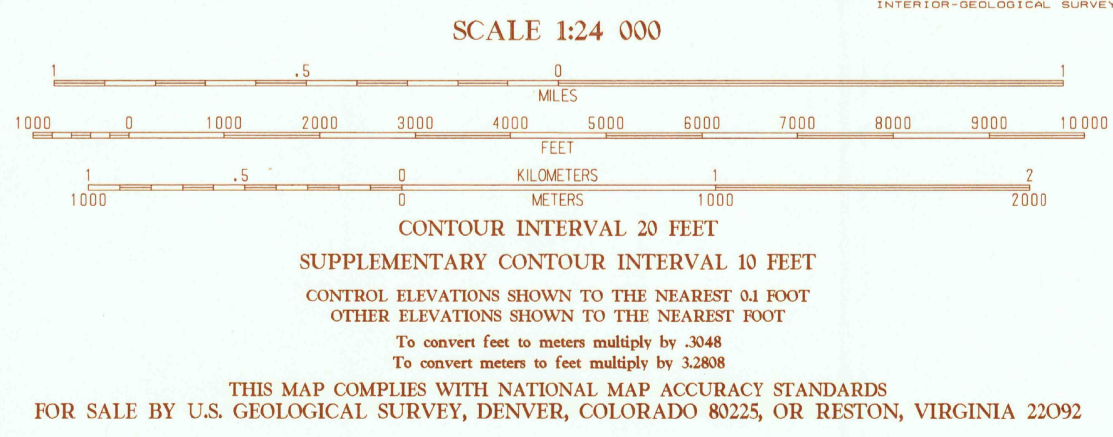 INTERIOR-GEOLOGICAL SURVEY
SCALE 1:24 000
1 .5 0 1
MILES
1000 0 1000 2000 3000 4000 5000 6000 7000 8000 9000 10000
FEET
1 .5 0 KILOMETERS 1 2
1000 0 METERS 1000 2000
CONTOUR INTERVAL 20 FEET
SUPPLEMENTARY CONTOUR INTERVAL 10 FEET
CONTROL ELEVATIONS SHOWN TO THE NEAREST 0.1 FOOT
OTHER ELEVATIONS SHOWN TO THE NEAREST FOOT
To convert feet to meters multiply by .3048
To convert meters to feet multiply by 3.2808
THIS MAP COMPLIES WITH NATIONAL MAP ACCURACY STANDARDS
FOR SALE BY U.S. GEOLOGICAL SURVEY, DENVER, COLORADO 80225, OR RESTON, VIRGINIA 22092